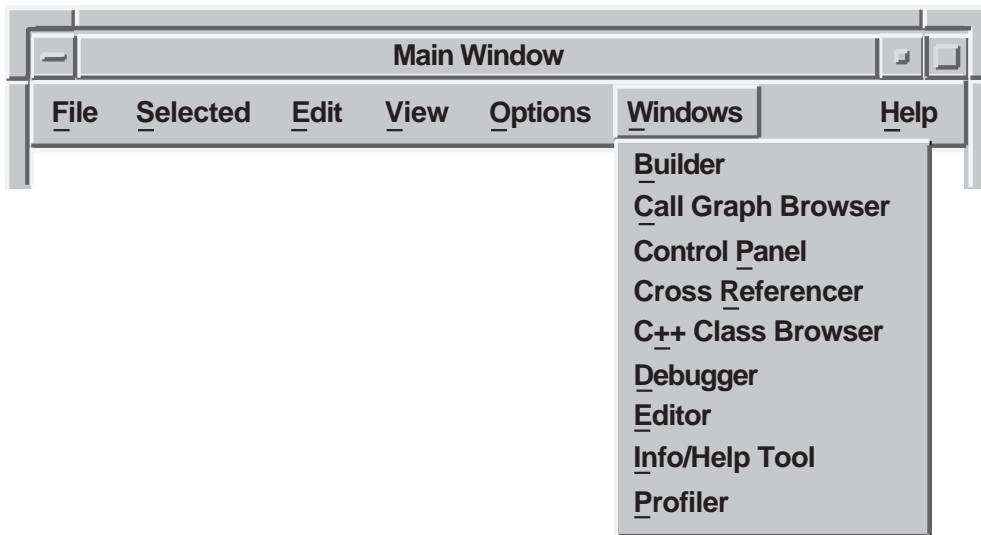 Main Window
File Selected Edit View Options Windows Help
Builder
Call Graph Browser
Control Panel
Cross Referencer
C++ Class Browser
Debugger
Editor
Info/Help Tool
Profiler